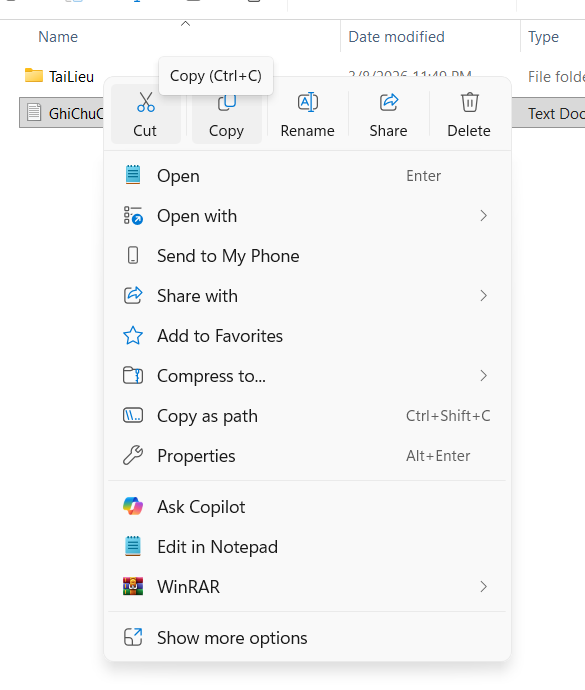 Name Date modified Type
Copy (Ctrl+C)
TaiLieu File folde
GhiChuC Text Doc
Cut Copy Rename Share Delete
Open Enter
Open with
Send to My Phone
Share with
Add to Favorites
Compress to...
Copy as path Ctrl+Shift+C
Properties Alt+Enter
Ask Copilot
Edit in Notepad
WinRAR
Show more options